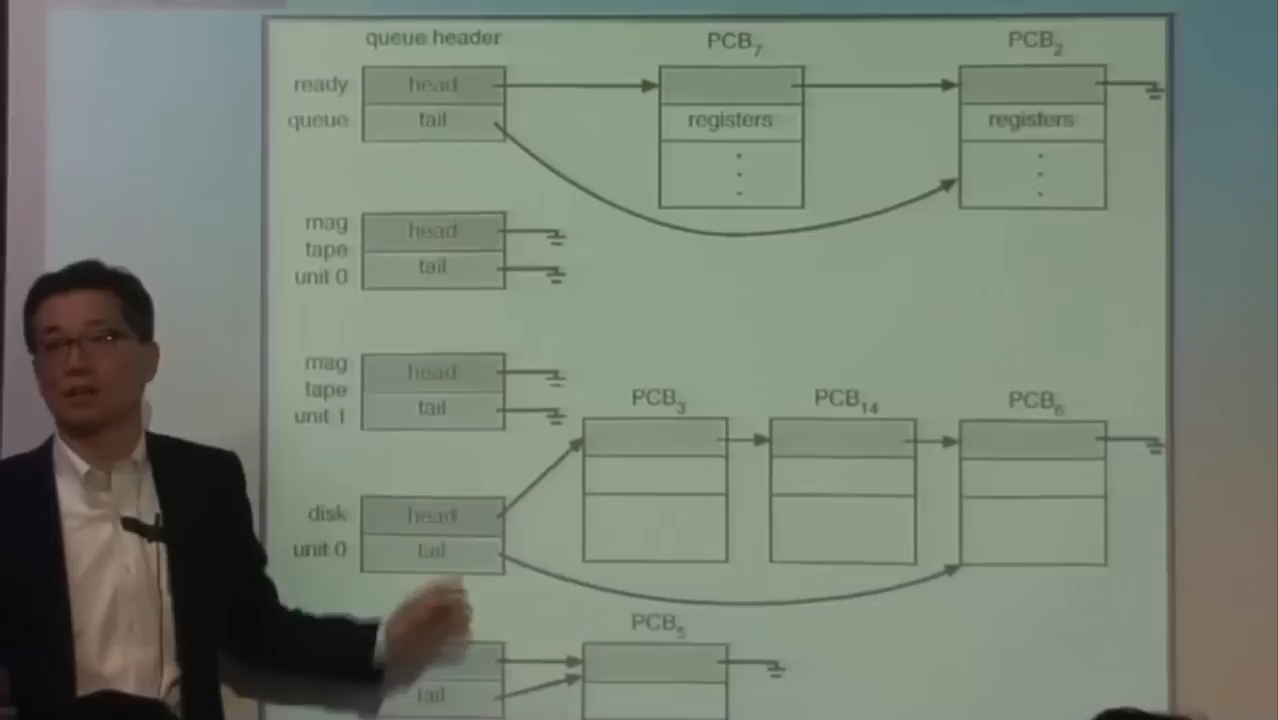 queue header
PCB7
PCB2
ready
head
queue
tail
registers
registers
mag
head
tape
tail
unit 0
mag
head
tape
tail
unit 1
PCB3
PCB14
PCB6
disk
head
unit 0
tail
PCB5
tail